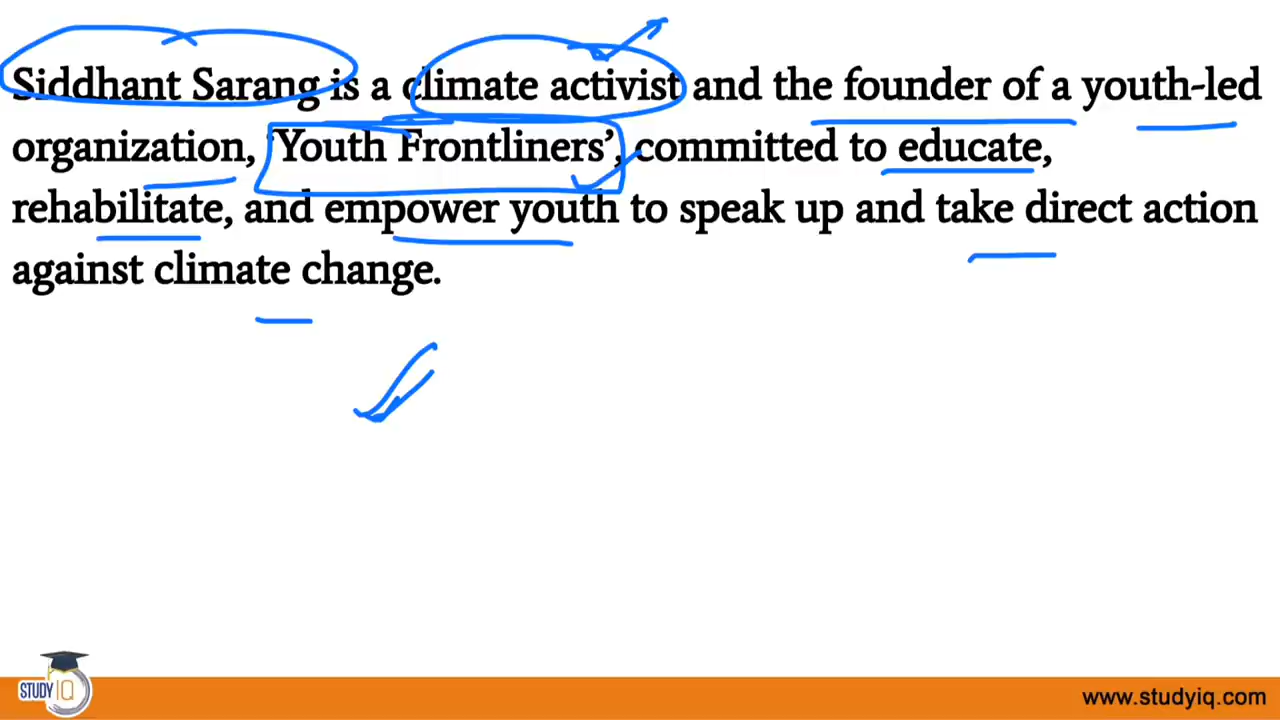 Siddhant Sarang is a climate activist and the founder of a youth-led
organization, 'Youth Frontliners', committed to educate,
rehabilitate, and empower youth to speak up and take direct action
against climate change.
STUDY IQ
www.studyiq.com